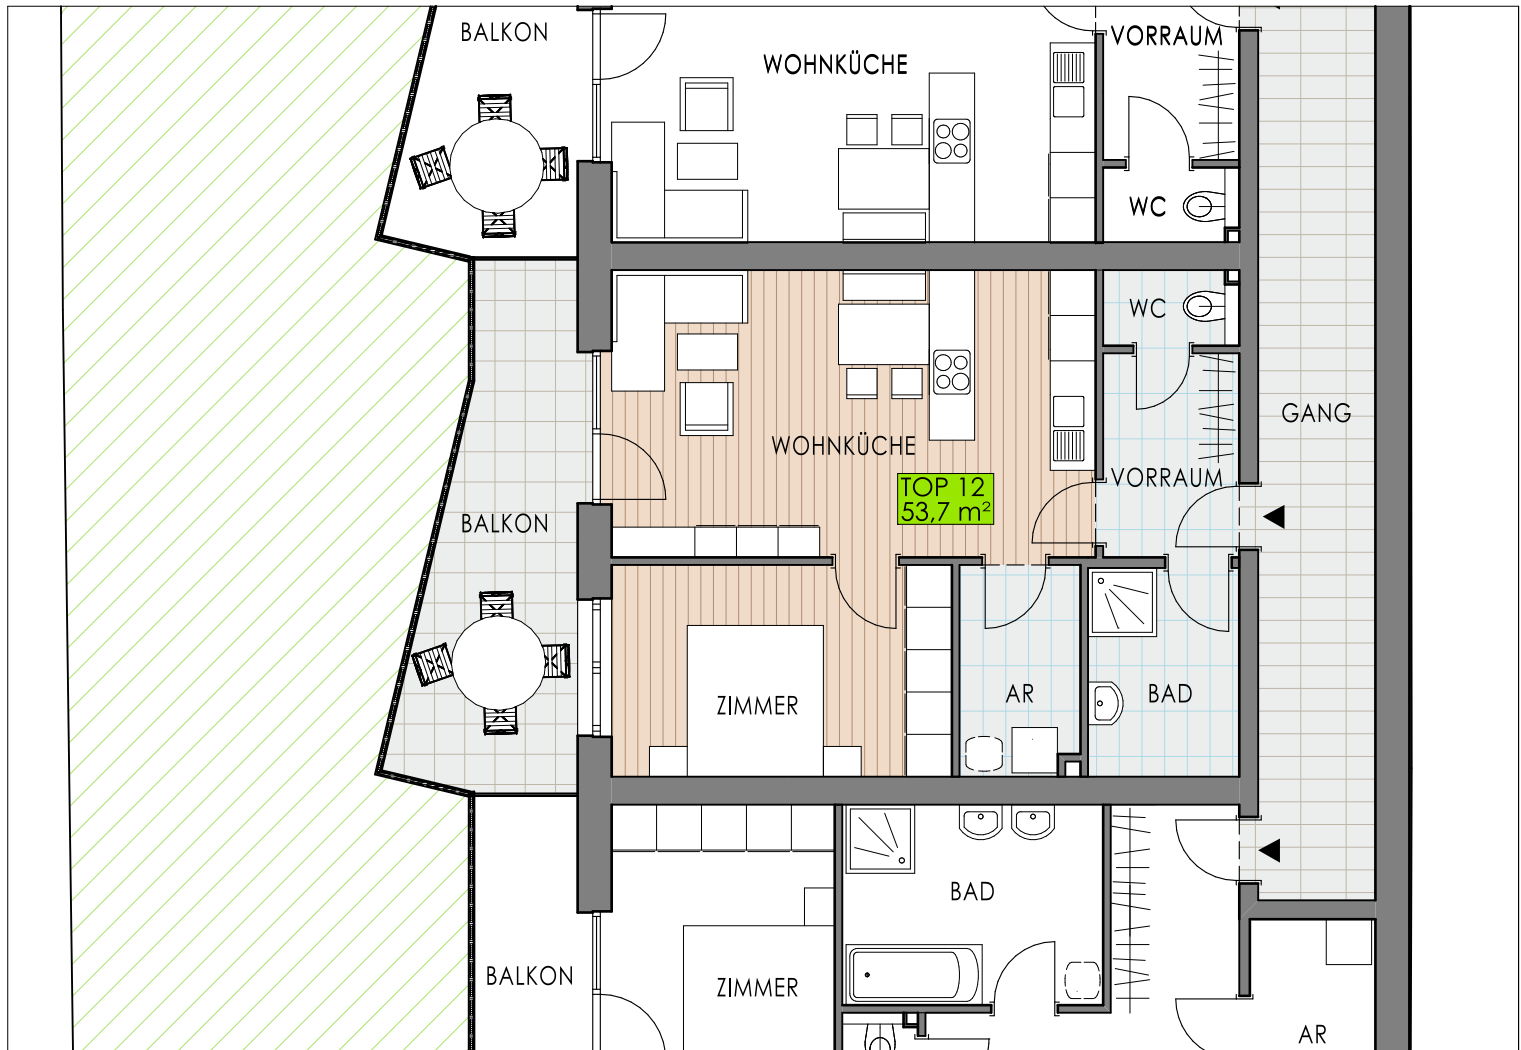 BALKON
WOHNKÜCHE
VORRAUM
WC
WC
GANG
WOHNKÜCHE
VORRAUM
TOP 12
53,7 m²
BALKON
ZIMMER
AR
BAD
BAD
BALKON
ZIMMER
AR